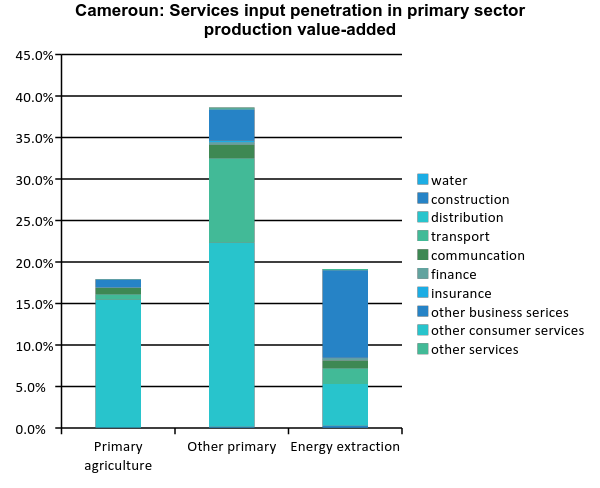 Cameroun: Services input penetration in primary sector
production value-added
45.0%
40.0%
35.0%
30.0%
25.0%
20.0%
15.0%
10.0%
5.0%
0.0%
Primary
agriculture
Other primary
Energy extraction
water
construction
distribution
transport
communcation
finance
insurance
other business serices
other consumer services
other services